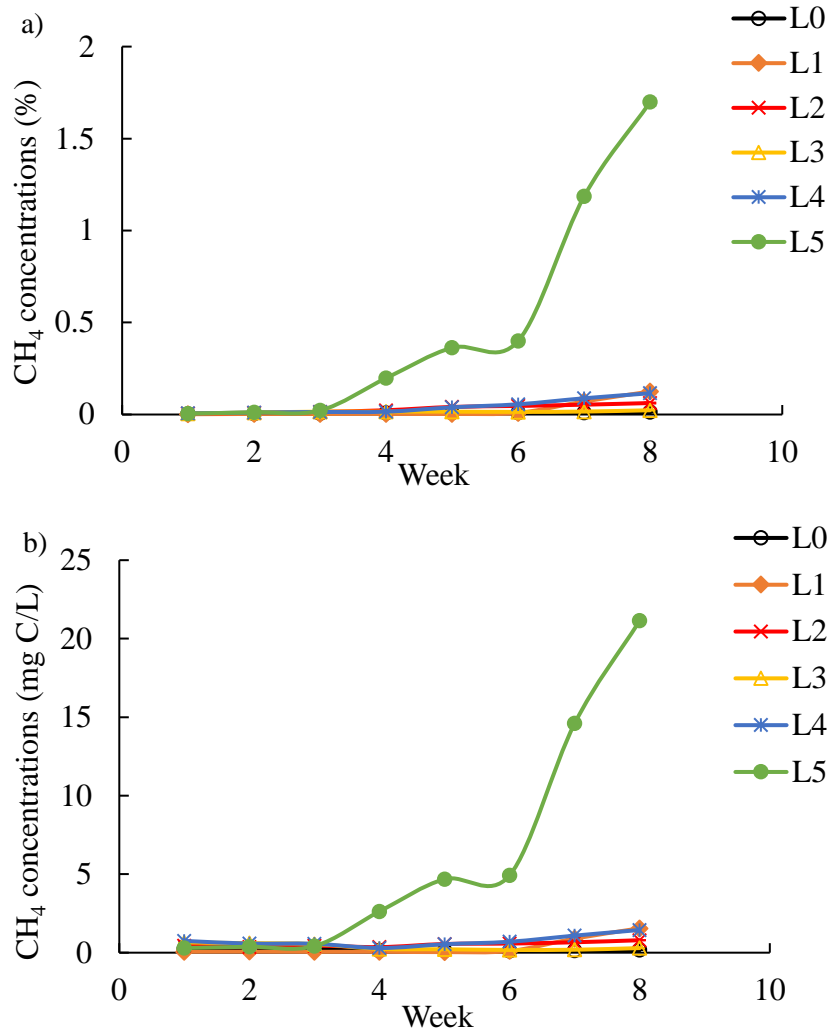 a)
CH₄ concentrations (%)
2
1.5
1
0.5
0
0 2 4 6 8 10
Week
L0
L1
L2
L3
L4
L5
b)
CH₄ concentrations (mg C/L)
25
20
15
10
5
0
0 2 4 6 8 10
Week
L0
L1
L2
L3
L4
L5